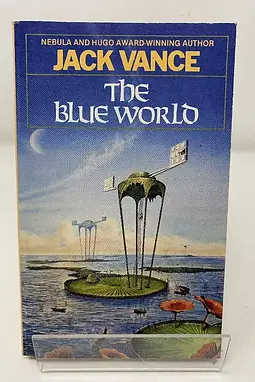 NEBULA AND HUGO AWARD-WINNING AUTHOR
JACK VANCE
THE
BLUE WORLD